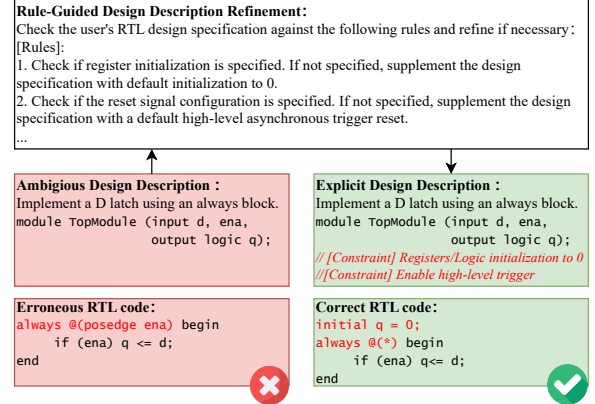 Rule-Guided Design Description Refinement:
Check the user's RTL design specification against the following rules and refine if necessary:
[Rules]:
1. Check if register initialization is specified. If not specified, supplement the design
specification with default initialization to 0.
2. Check if the reset signal configuration is specified. If not specified, supplement the design
specification with a default high-level asynchronous trigger reset.
...
Ambigious Design Description :
Implement a D latch using an always block.
module TopModule (input d, ena,
output logic q);
Erroneous RTL code:
always @(posedge ena) begin
if (ena) q <= d;
end
Explicit Design Description :
Implement a D latch using an always block.
module TopModule (input d, ena,
output logic q);
// [Constraint] Registers/Logic initialization to 0
//[Constraint] Enable high-level trigger
Correct RTL code:
initial q = 0;
always @(*) begin
if (ena) q<= d;
end